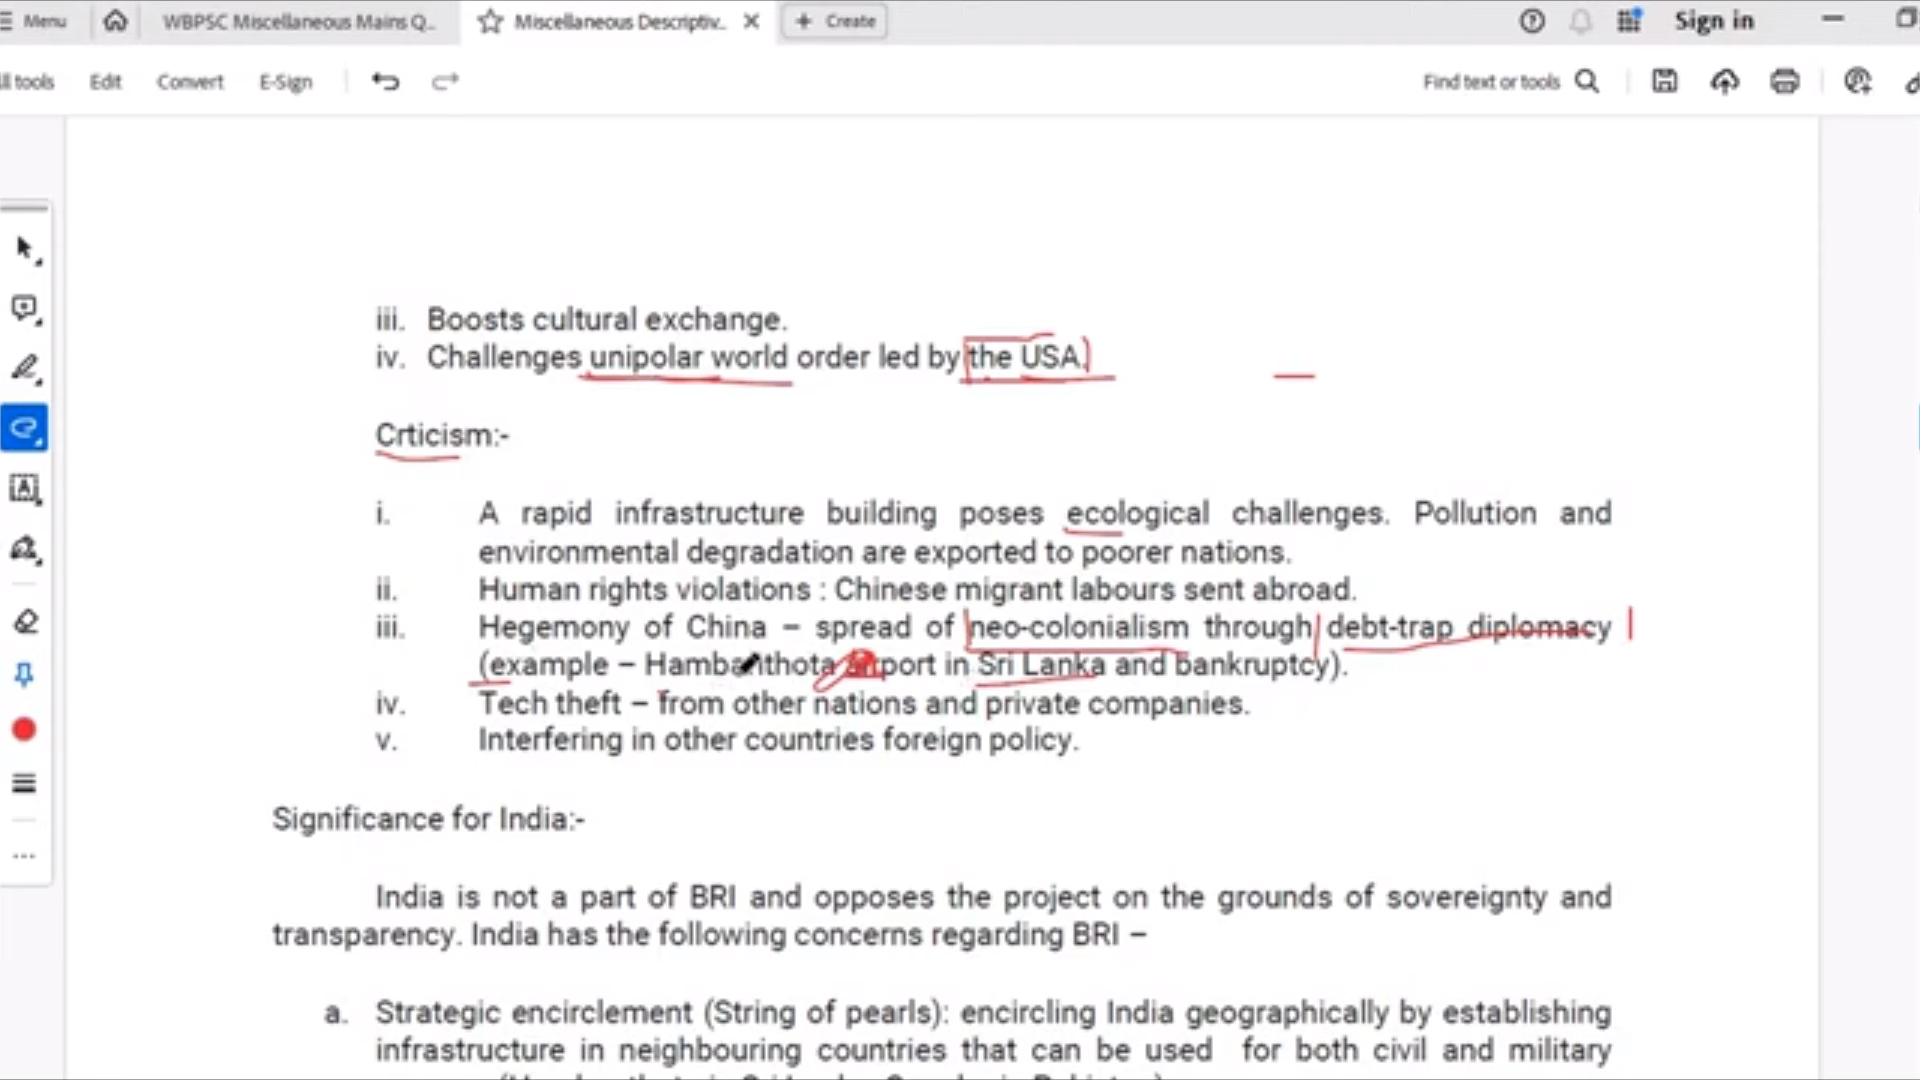 Menu
WBPSC Miscellaneous Mains Q...
Miscellaneous Descriptiv...
+ Create
Sign in
ll tools
Edit
Convert
E-Sign
Find text or tools
iii. Boosts cultural exchange.
iv. Challenges unipolar world order led by the USA.
Crticism:-
i. A rapid infrastructure building poses ecological challenges. Pollution and
environmental degradation are exported to poorer nations.
ii. Human rights violations : Chinese migrant labours sent abroad.
iii. Hegemony of China – spread of neo-colonialism through debt-trap diplomacy
(example – in Sri Lanka and bankruptcy).
iv. Tech theft – from other nations and private companies.
v. Interfering in other countries foreign policy.
Significance for India:-
India is not a part of BRI and opposes the project on the grounds of sovereignty and
transparency. India has the following concerns regarding BRI –
a. Strategic encirclement (String of pearls): encircling India geographically by establishing
infrastructure in neighbouring countries that can be used for both civil and military